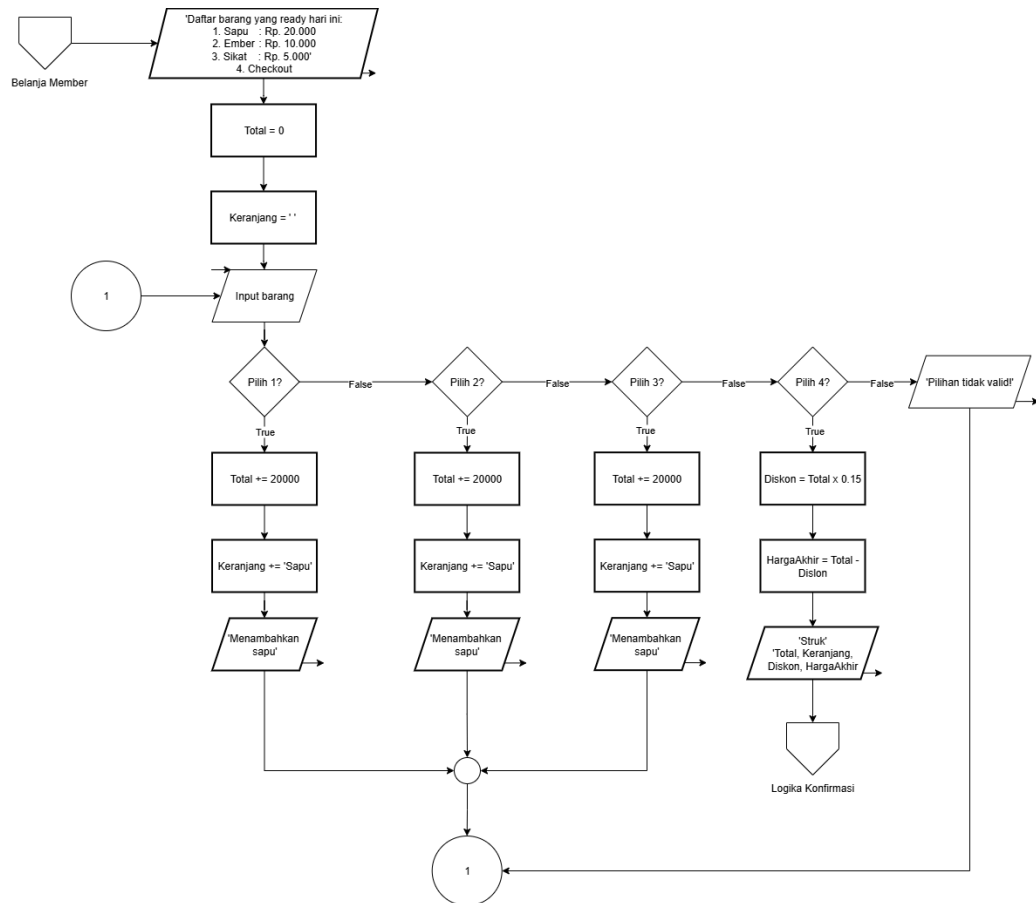 'Daftar barang yang ready hari ini:
1. Sapu : Rp. 20.000
2. Ember : Rp. 10.000
3. Sikat : Rp. 5.000'
4. Checkout
Belanja Member
Total = 0
Keranjang = ' '
1
Input barang
Pilih 1?
False
Pilih 2?
False
Pilih 3?
False
Pilih 4?
False
'Pilihan tidak valid!'
True
True
True
True
Total += 20000
Total += 20000
Total += 20000
Diskon = Total x 0.15
Keranjang += 'Sapu'
Keranjang += 'Sapu'
Keranjang += 'Sapu'
HargaAkhir = Total -
Dislon
'Menambahkan
sapu'
'Menambahkan
sapu'
'Menambahkan
sapu'
'Struk'
'Total, Keranjang,
Diskon, HargaAkhir
Logika Konfirmasi
1